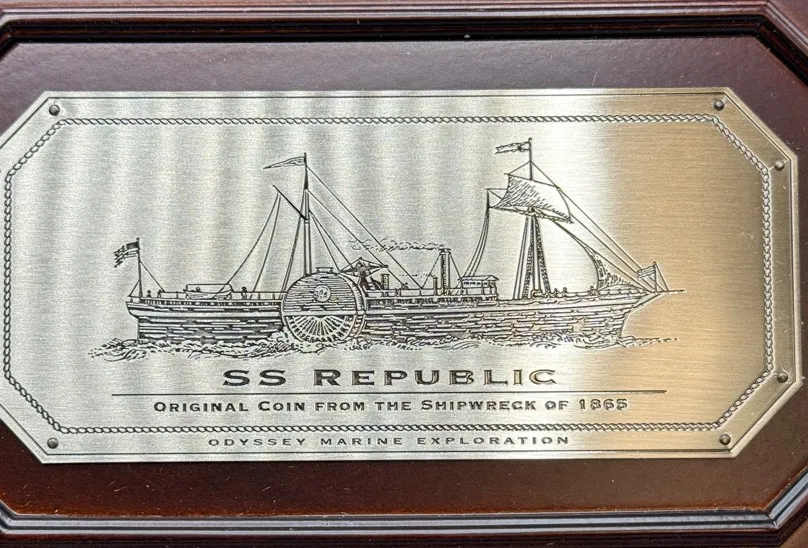 SS REPUBLIC
ORIGINAL COIN FROM THE SHIPWRECK OF 1865
ODYSSEY MARINE EXPLORATION